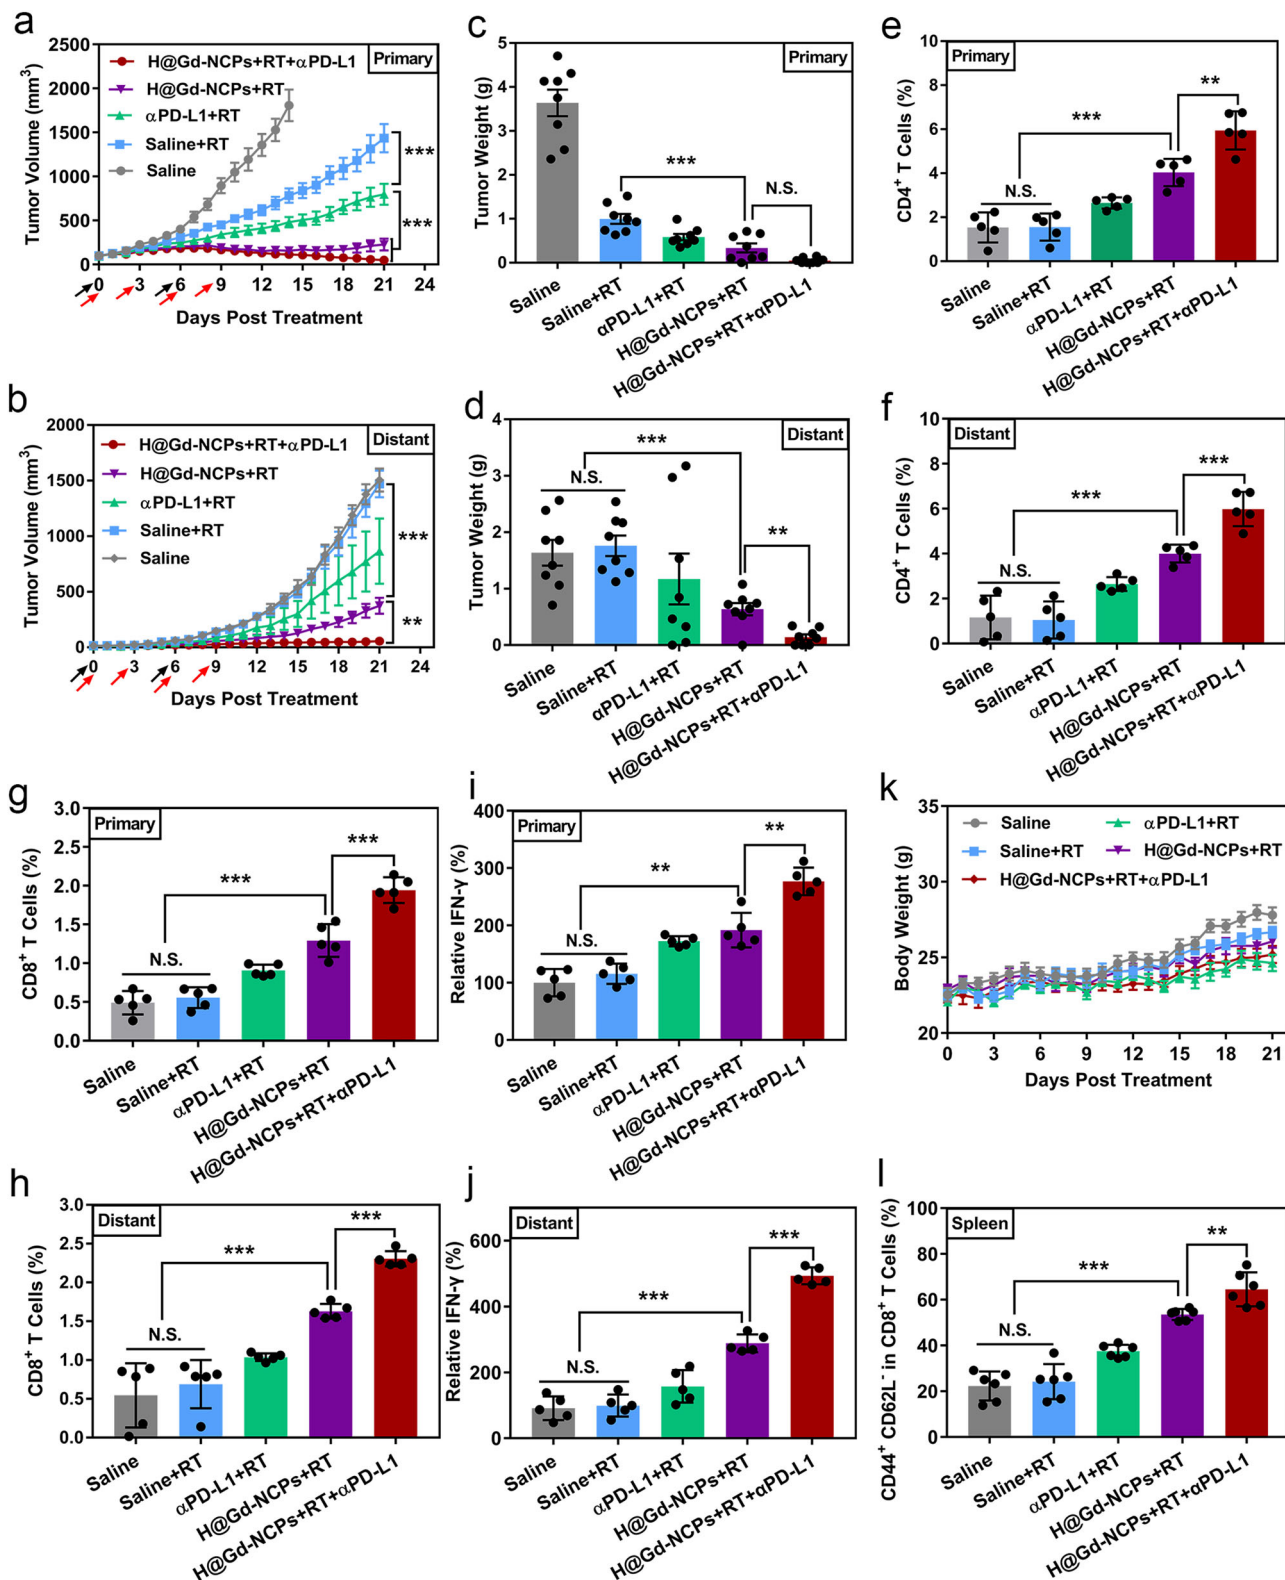 a
2500
2000
1500
1000
500
0
Tumor Volume (mm³)
H@Gd-NCPs+RT+αPD-L1
H@Gd-NCPs+RT
αPD-L1+RT
Saline+RT
Saline
Primary
***
***
0 3 6 9 12 15 18 21 24
Days Post Treatment
c
5
4
3
2
1
0
Tumor Weight (g)
Primary
***
N.S.
Saline
Saline+RT
αPD-L1+RT
H@Gd-NCPs+RT
H@Gd-NCPs+RT+αPD-L1
e
10
8
6
4
2
0
CD4⁺ T Cells (%)
Primary
**
***
N.S.
Saline
Saline+RT
αPD-L1+RT
H@Gd-NCPs+RT
H@Gd-NCPs+RT+αPD-L1
b
2000
1500
1000
500
0
Tumor Volume (mm³)
H@Gd-NCPs+RT+αPD-L1
H@Gd-NCPs+RT
αPD-L1+RT
Saline+RT
Saline
Distant
***
**
0 3 6 9 12 15 18 21 24
Days Post Treatment
d
4
3
2
1
0
Tumor Weight (g)
Distant
***
N.S.
**
Saline
Saline+RT
αPD-L1+RT
H@Gd-NCPs+RT
H@Gd-NCPs+RT+αPD-L1
f
10
8
6
4
2
0
CD4⁺ T Cells (%)
Distant
***
***
N.S.
Saline
Saline+RT
αPD-L1+RT
H@Gd-NCPs+RT
H@Gd-NCPs+RT+αPD-L1
g
3.0
2.5
2.0
1.5
1.0
0.5
0.0
CD8⁺ T Cells (%)
Primary
***
***
N.S.
Saline
Saline+RT
αPD-L1+RT
H@Gd-NCPs+RT
H@Gd-NCPs+RT+αPD-L1
i
400
300
200
100
0
Relative IFN-γ (%)
Primary
**
**
N.S.
Saline
Saline+RT
αPD-L1+RT
H@Gd-NCPs+RT
H@Gd-NCPs+RT+αPD-L1
k
35
30
25
20
Body Weight (g)
Saline
αPD-L1+RT
Saline+RT
H@Gd-NCPs+RT
H@Gd-NCPs+RT+αPD-L1
0 3 6 9 12 15 18 21
Days Post Treatment
h
3.0
2.5
2.0
1.5
1.0
0.5
0.0
CD8⁺ T Cells (%)
Distant
***
***
N.S.
Saline
Saline+RT
αPD-L1+RT
H@Gd-NCPs+RT
H@Gd-NCPs+RT+αPD-L1
j
600
400
200
0
Relative IFN-γ (%)
Distant
***
***
N.S.
Saline
Saline+RT
αPD-L1+RT
H@Gd-NCPs+RT
H@Gd-NCPs+RT+αPD-L1
l
100
80
60
40
20
0
CD44⁺ CD62L⁻ in CD8⁺ T Cells (%)
Spleen
**
***
N.S.
Saline
Saline+RT
αPD-L1+RT
H@Gd-NCPs+RT
H@Gd-NCPs+RT+αPD-L1